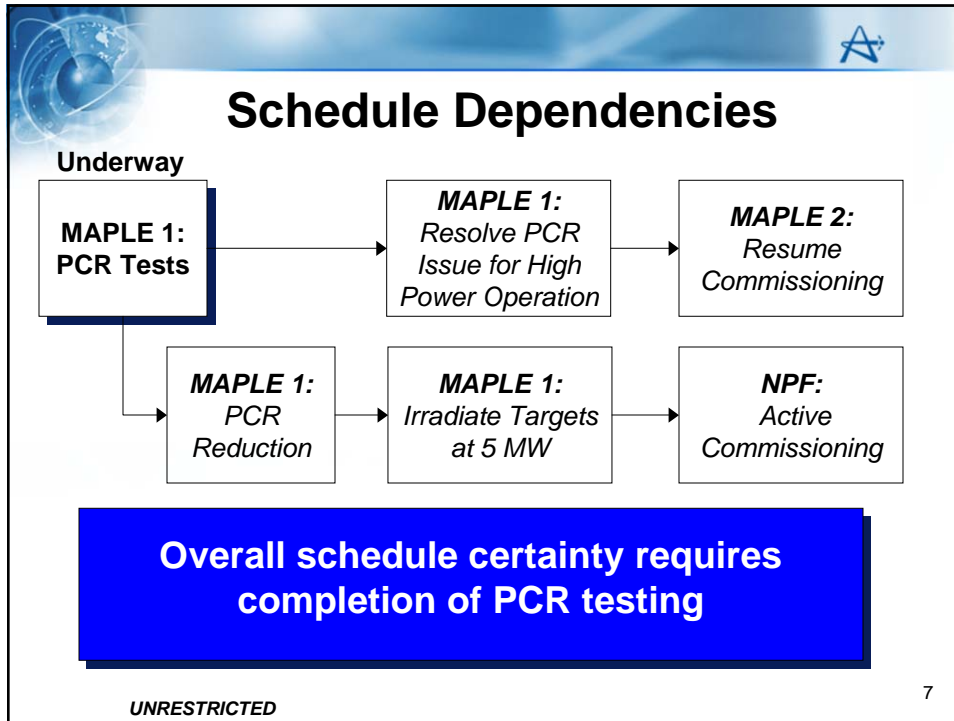 Schedule Dependencies
Underway
MAPLE 1:
PCR Tests
MAPLE 1:
Resolve PCR
Issue for High
Power Operation
MAPLE 2:
Resume
Commissioning
MAPLE 1:
PCR
Reduction
MAPLE 1:
Irradiate Targets
at 5 MW
NPF:
Active
Commissioning
Overall schedule certainty requires
completion of PCR testing
UNRESTRICTED
7